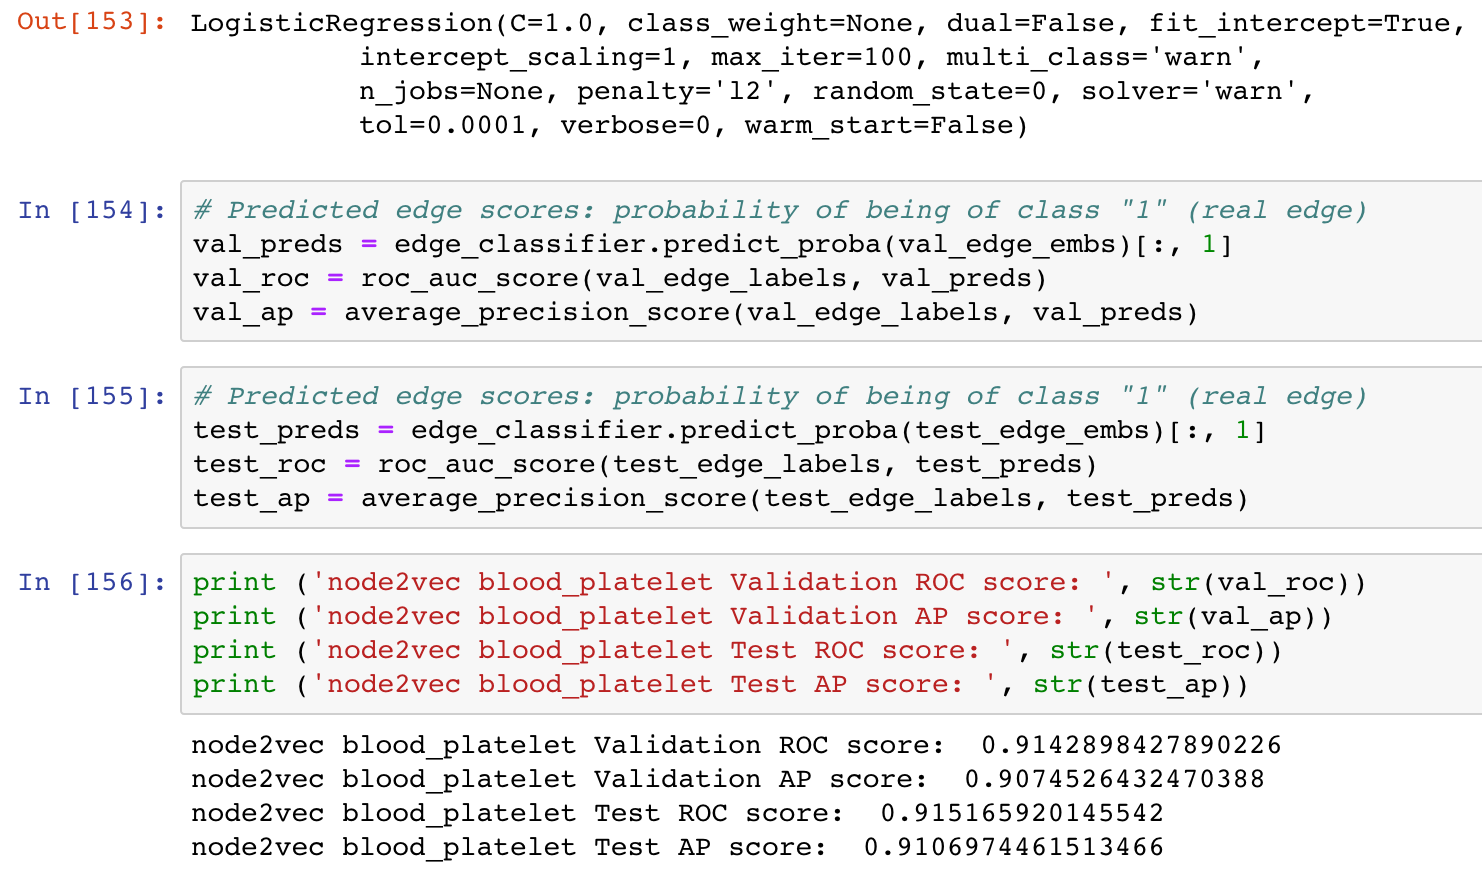 Out[153]: LogisticRegression(C=1.0, class_weight=None, dual=False, fit_intercept=True,
intercept_scaling=1, max_iter=100, multi_class='warn',
n_jobs=None, penalty='l2', random_state=0, solver='warn',
tol=0.0001, verbose=0, warm_start=False)
In [154]: # Predicted edge scores: probability of being of class "1" (real edge)
val_preds = edge_classifier.predict_proba(val_edge_embs)[:, 1]
val_roc = roc_auc_score(val_edge_labels, val_preds)
val_ap = average_precision_score(val_edge_labels, val_preds)
In [155]: # Predicted edge scores: probability of being of class "1" (real edge)
test_preds = edge_classifier.predict_proba(test_edge_embs)[:, 1]
test_roc = roc_auc_score(test_edge_labels, test_preds)
test_ap = average_precision_score(test_edge_labels, test_preds)
In [156]: print ('node2vec blood_platelet Validation ROC score: ', str(val_roc))
print ('node2vec blood_platelet Validation AP score: ', str(val_ap))
print ('node2vec blood_platelet Test ROC score: ', str(test_roc))
print ('node2vec blood_platelet Test AP score: ', str(test_ap))
node2vec blood_platelet Validation ROC score:  0.9142898427890226
node2vec blood_platelet Validation AP score:  0.9074526432470388
node2vec blood_platelet Test ROC score:  0.915165920145542
node2vec blood_platelet Test AP score:  0.9106974461513466